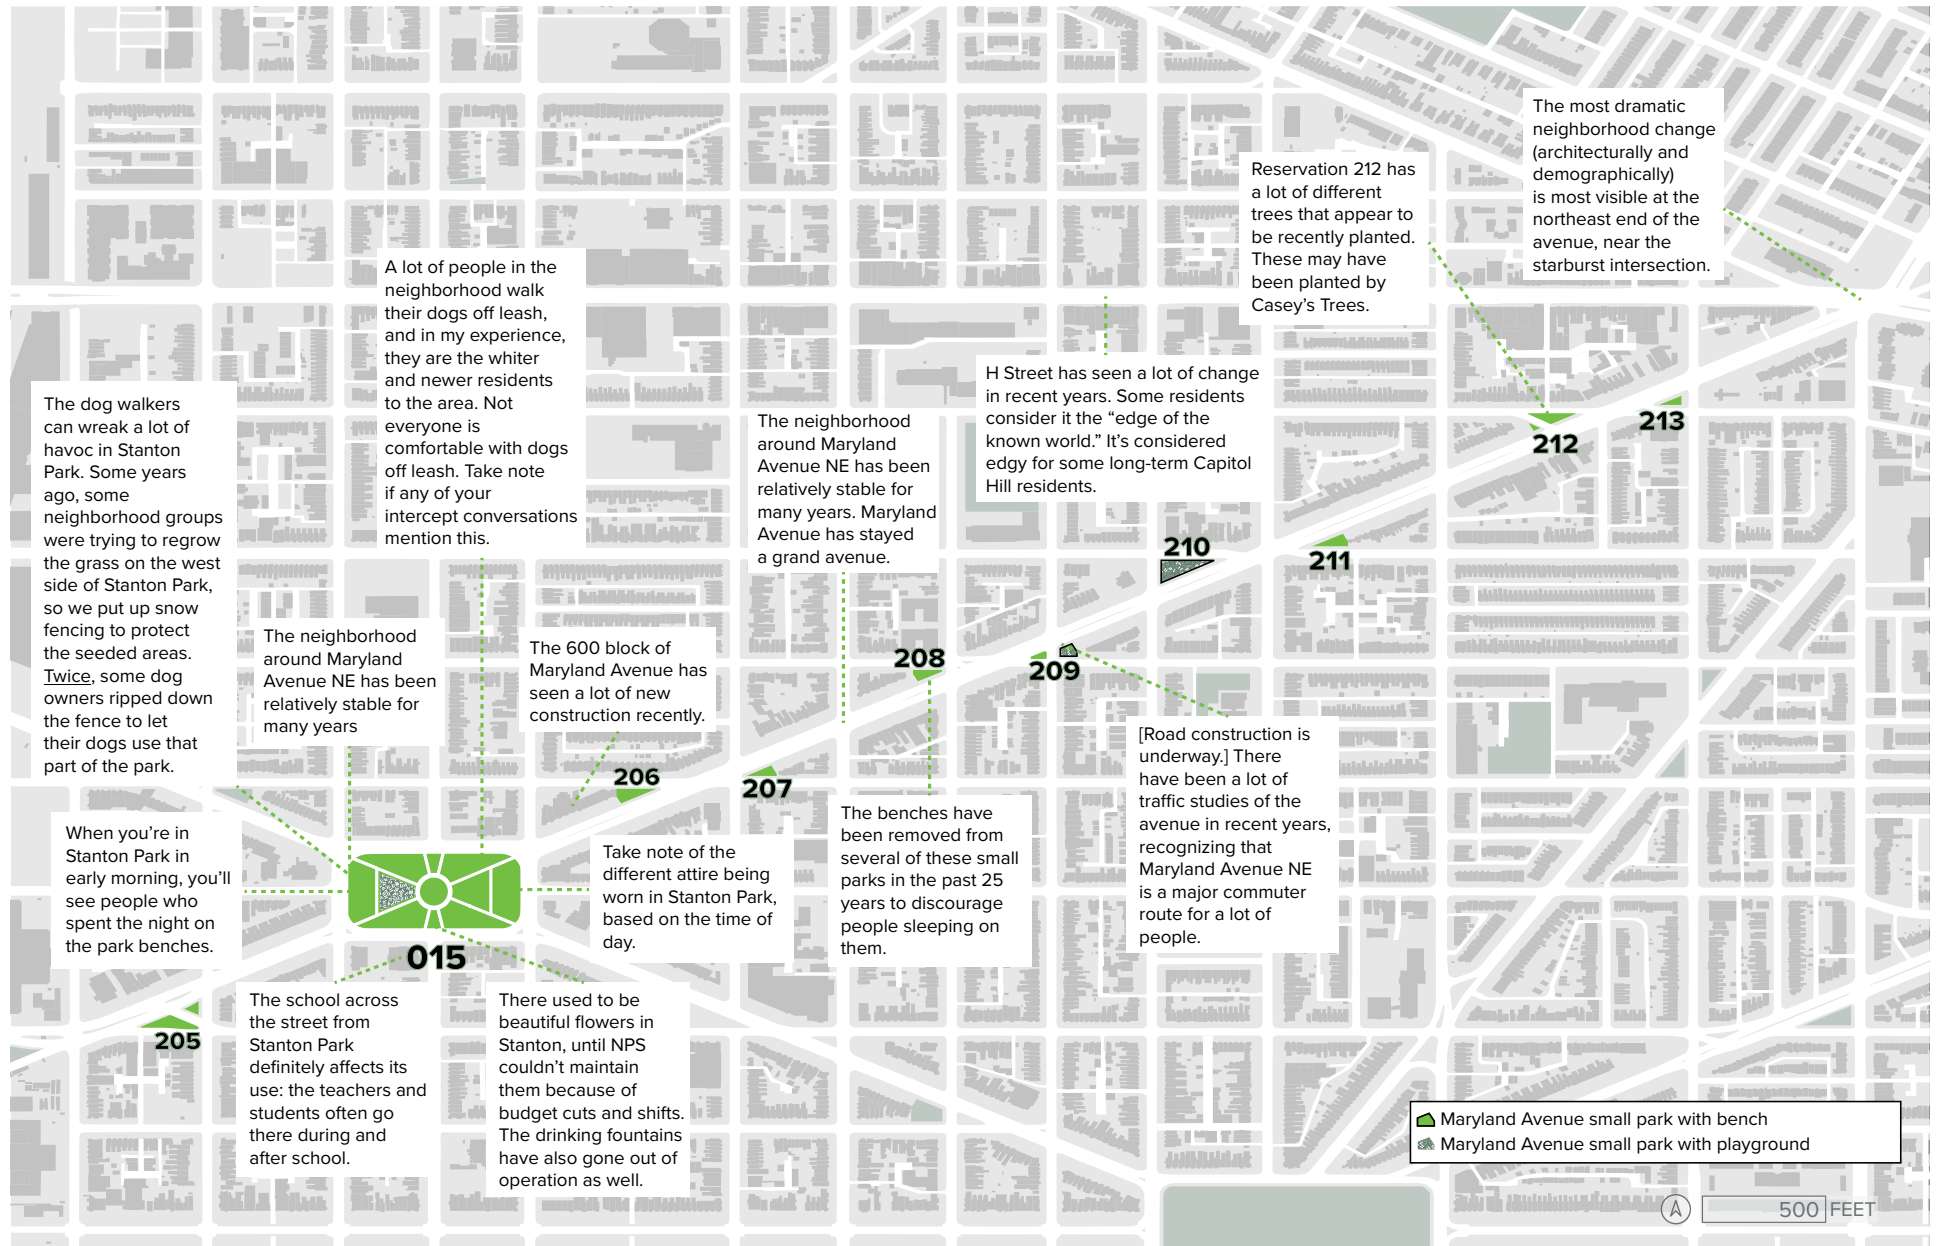 The most dramatic
neighborhood change
(architecturally and
demographically)
is most visible at the
northeast end of the
avenue, near the
starburst intersection.
Reservation 212 has
a lot of different
trees that appear to
be recently planted.
These may have
been planted by
Casey's Trees.
A lot of people in the
neighborhood walk
their dogs off leash,
and in my experience,
they are the whiter
and newer residents
to the area. Not
everyone is
comfortable with dogs
off leash. Take note
if any of your
intercept conversations
mention this.
H Street has seen a lot of change
in recent years. Some residents
consider it the “edge of the
known world.” It’s considered
edgy for some long-term Capitol
Hill residents.
The dog walkers
can wreak a lot of
havoc in Stanton
Park. Some years
ago, some
neighborhood groups
were trying to regrow
the grass on the west
side of Stanton Park,
so we put up snow
fencing to protect
the seeded areas.
Twice, some dog
owners ripped down
the fence to let
their dogs use that
part of the park.
The neighborhood
around Maryland
Avenue NE has been
relatively stable for
many years. Maryland
Avenue has stayed
a grand avenue.
213
212
210
211
The neighborhood
around Maryland
Avenue NE has been
relatively stable for
many years
The 600 block of
Maryland Avenue has
seen a lot of new
construction recently.
208
209
206
207
[Road construction is
underway.] There
have been a lot of
traffic studies of the
avenue in recent years,
recognizing that
Maryland Avenue NE
is a major commuter
route for a lot of
people.
The benches have
been removed from
several of these small
parks in the past 25
years to discourage
people sleeping on
them.
When you’re in
Stanton Park in
early morning, you’ll
see people who
spent the night on
the park benches.
Take note of the
different attire being
worn in Stanton Park,
based on the time of
day.
015
205
The school across
the street from
Stanton Park
definitely affects its
use: the teachers and
students often go
there during and
after school.
There used to be
beautiful flowers in
Stanton, until NPS
couldn’t maintain
them because of
budget cuts and shifts.
The drinking fountains
have also gone out of
operation as well.
Maryland Avenue small park with bench
Maryland Avenue small park with playground
500 FEET